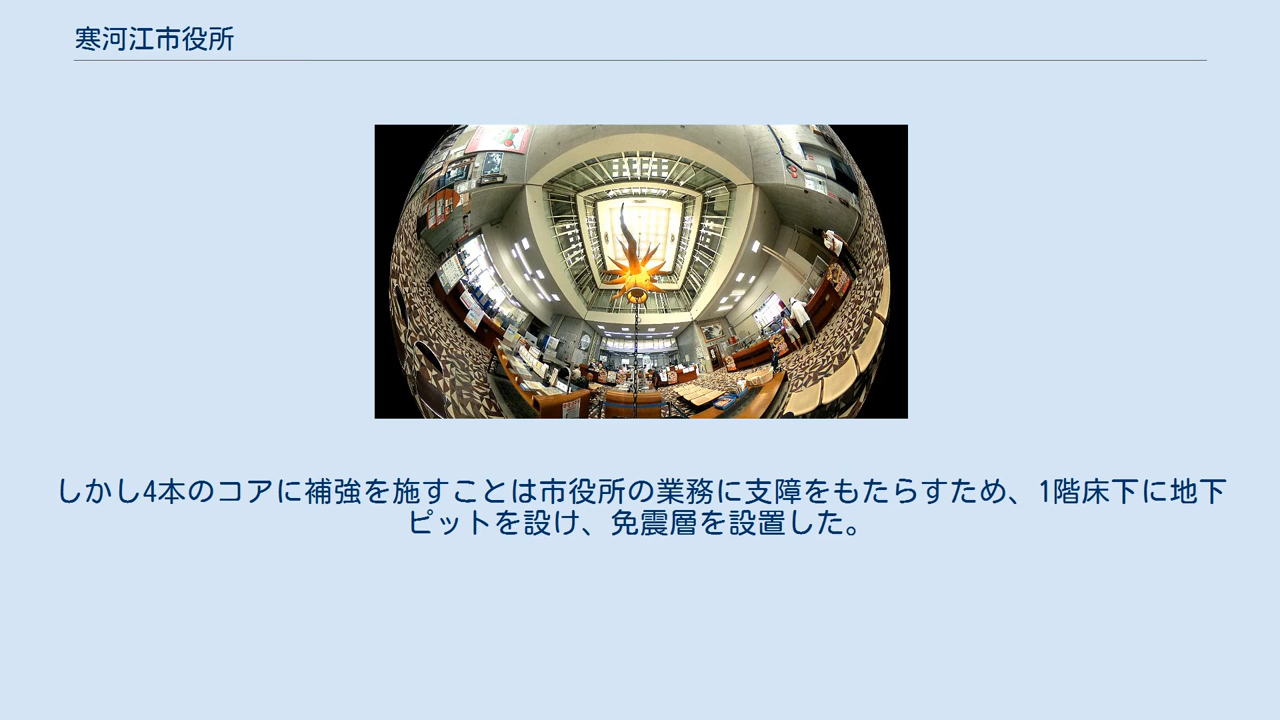 寒河江市役所
しかし4本のコアに補強を施すことは市役所の業務に支障をもたらすため、1階床下に地下
ピットを設け、免震層を設置した。